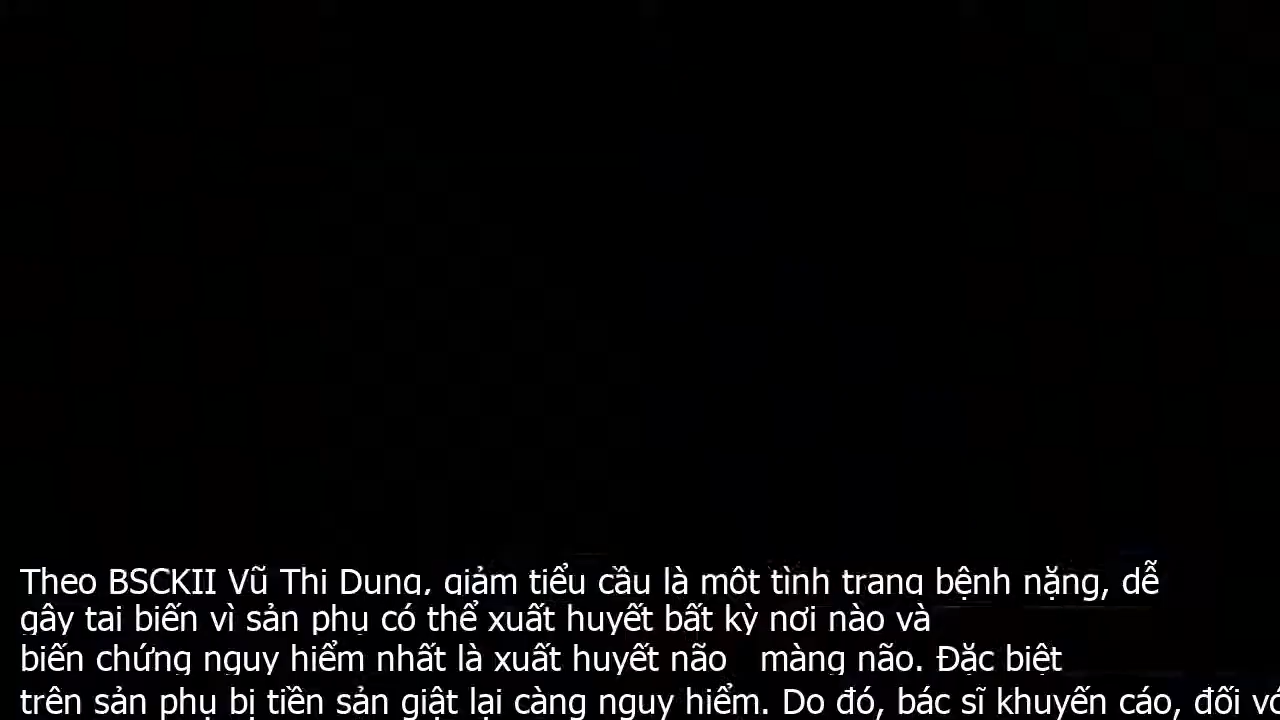 Theo BSCKII Vũ Thị Dung, giảm tiểu cầu là một tình trạng bệnh nặng, dễ
gây tai biến vì sản phụ có thể xuất huyết bất kỳ nơi nào và
biến chứng nguy hiểm nhất là xuất huyết não màng não. Đặc biệt
trên sản phụ bị tiền sản giật lại càng nguy hiểm. Do đó, bác sĩ khuyến cáo, đối